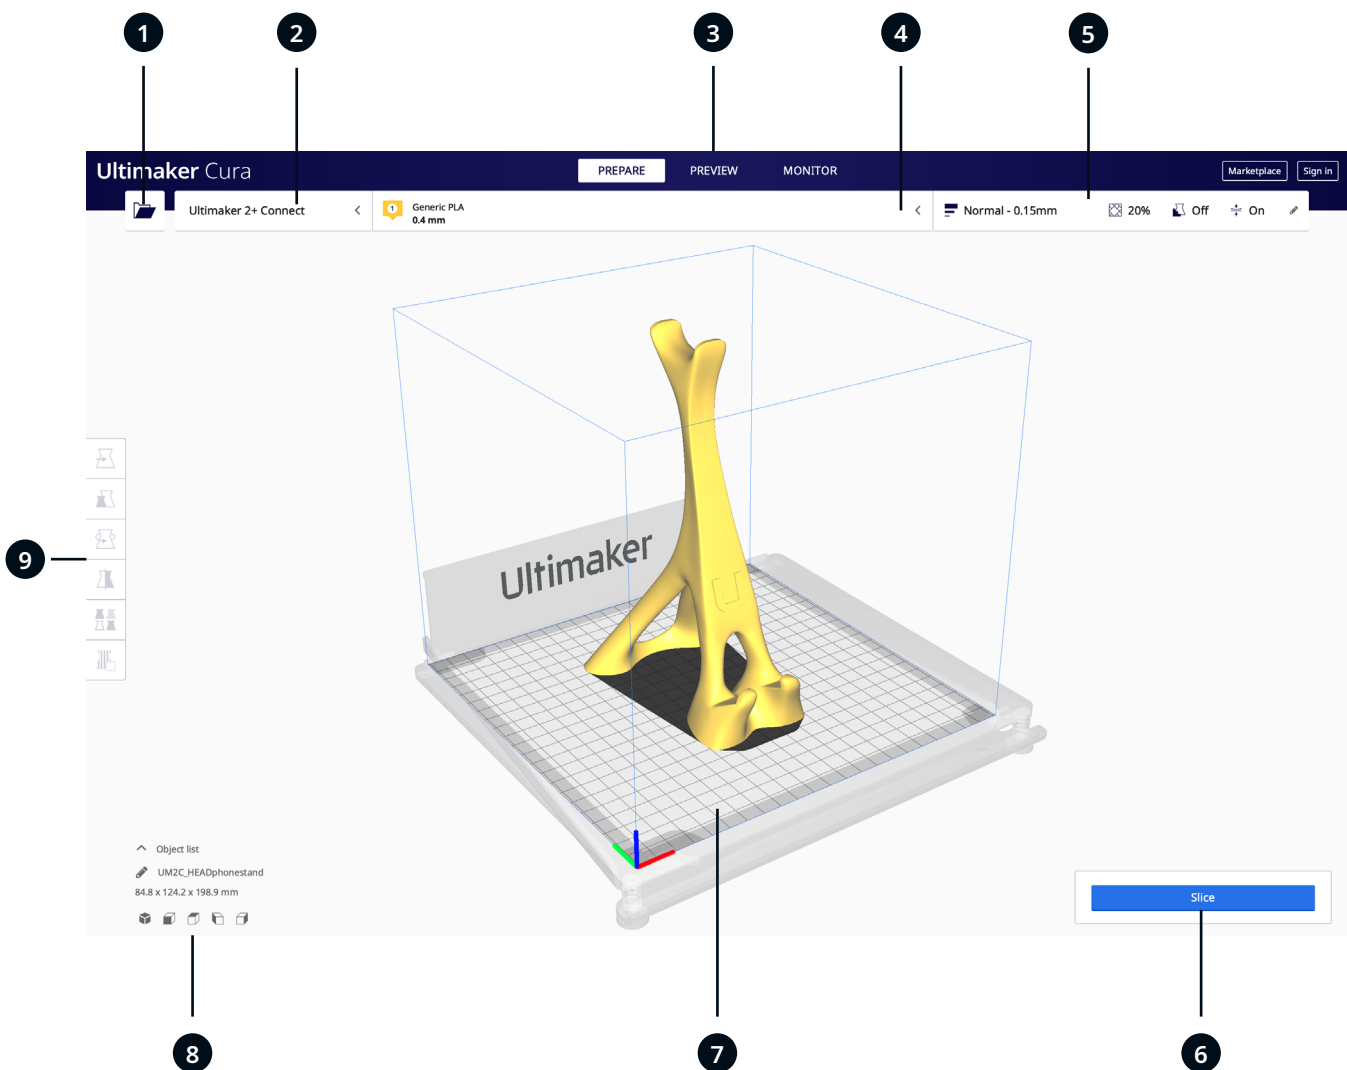 1 2 3 4 5
Ultimaker Cura PREPARE PREVIEW MONITOR Marketplace Sign in
Ultimaker 2+ Connect 1 Generic PLA Normal - 0.15mm 20% Off On
0.4 mm
Ultimaker
U
9
Object list
UM2C_HEADphonestand
84.8 x 124.2 x 198.9 mm
Slice
8 7 6